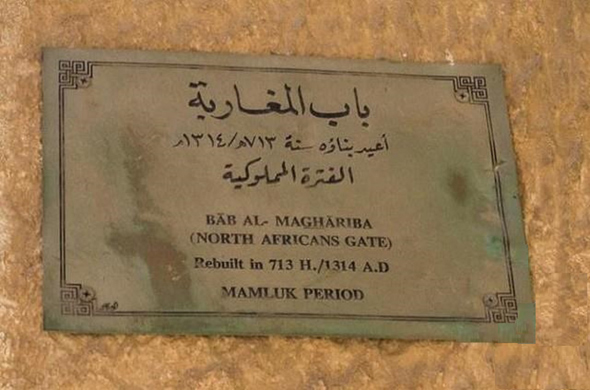 باب المغاربة
أعيد بناؤه سنة ٧١٣هـ/١٣١٤م
الفترة المملوكية
BĀB AL- MAGHĀRIBA
(NORTH AFRICANS GATE)
Rebuilt in 713 H./1314 A.D
MAMLUK PERIOD